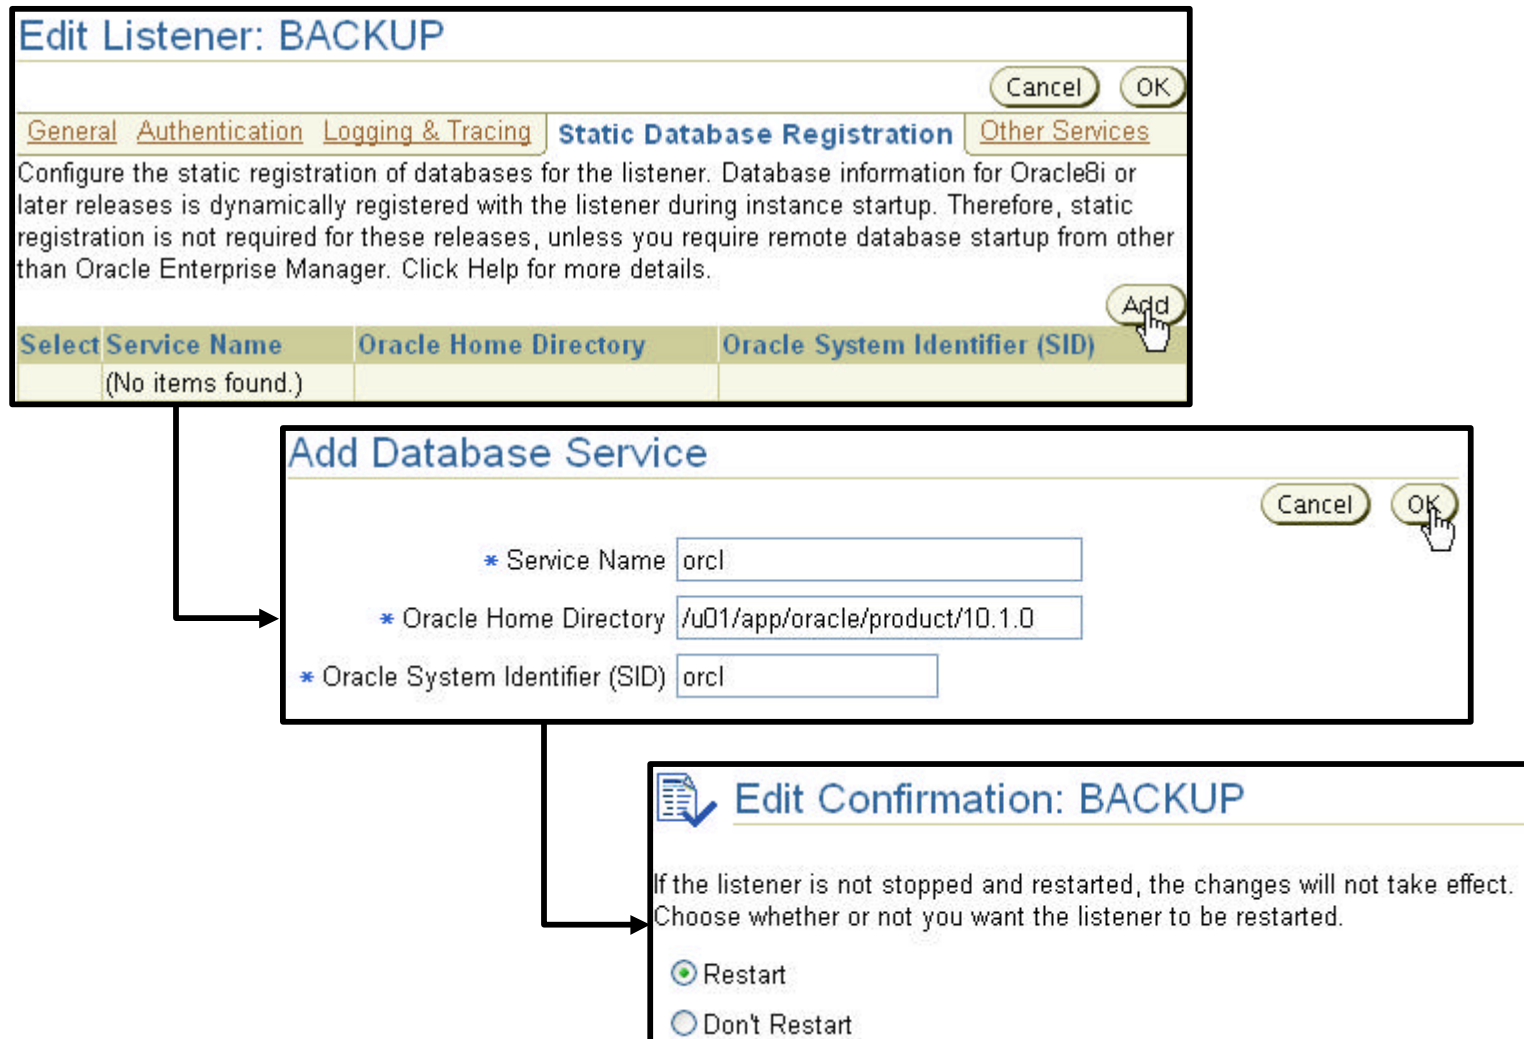 Edit Listener: BACKUP
Cancel OK
General Authentication Logging & Tracing Static Database Registration Other Services
Configure the static registration of databases for the listener. Database information for Oracle8i or
later releases is dynamically registered with the listener during instance startup. Therefore, static
registration is not required for these releases, unless you require remote database startup from other
than Oracle Enterprise Manager. Click Help for more details.
Add
Select Service Name Oracle Home Directory Oracle System Identifier (SID)
(No items found.)
Add Database Service
Cancel OK
* Service Name orcl
* Oracle Home Directory /u01/app/oracle/product/10.1.0
* Oracle System Identifier (SID) orcl
Edit Confirmation: BACKUP
If the listener is not stopped and restarted, the changes will not take effect.
Choose whether or not you want the listener to be restarted.
Restart
Don't Restart